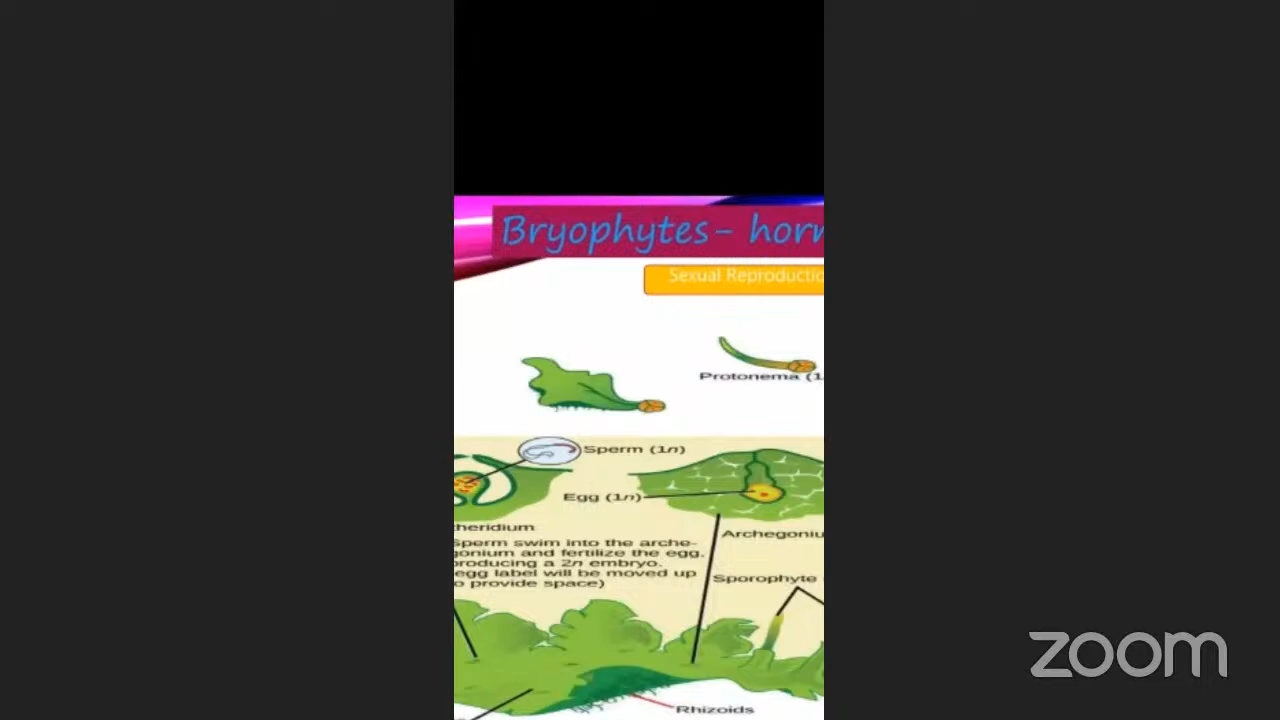 Bryophytes- horn
Sexual Reproductio
Protonema (1
Sperm (1n)
Egg (1n)
theridium
Archegoniu
Sperm swim into the arche-
gonium and fertilize the egg,
producing a 2n embryo.
egg label will be moved up
o provide space)
Sporophyte
Rhizoids
zoom